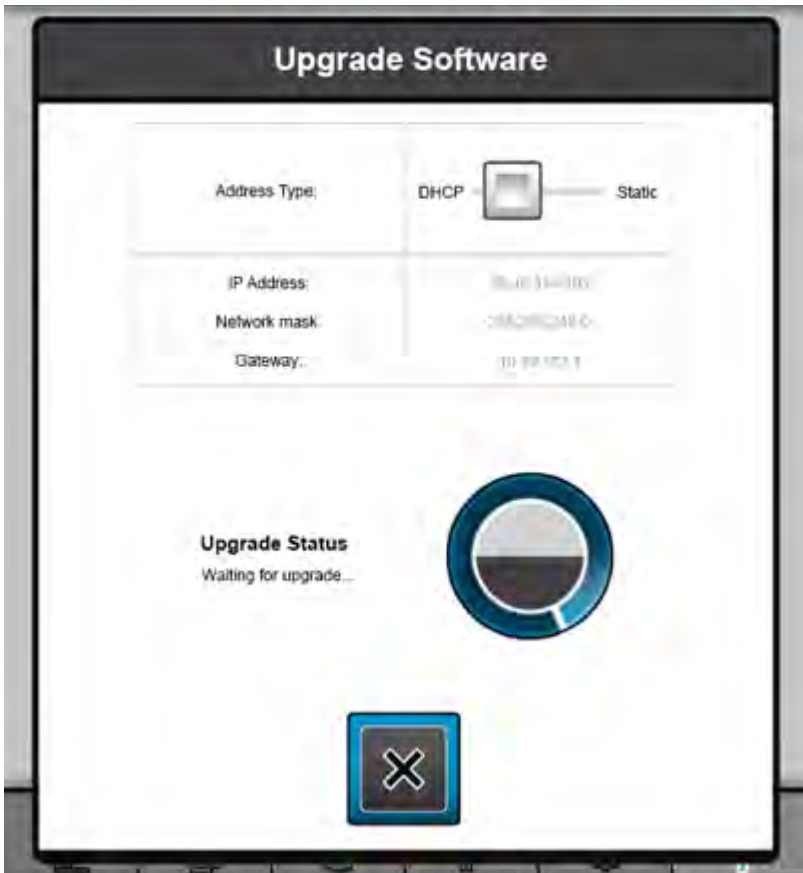 Upgrade Software
Address Type:
DHCP
Static
IP Address:
Network mask
Gateway:
Upgrade Status
Waiting for upgrade...